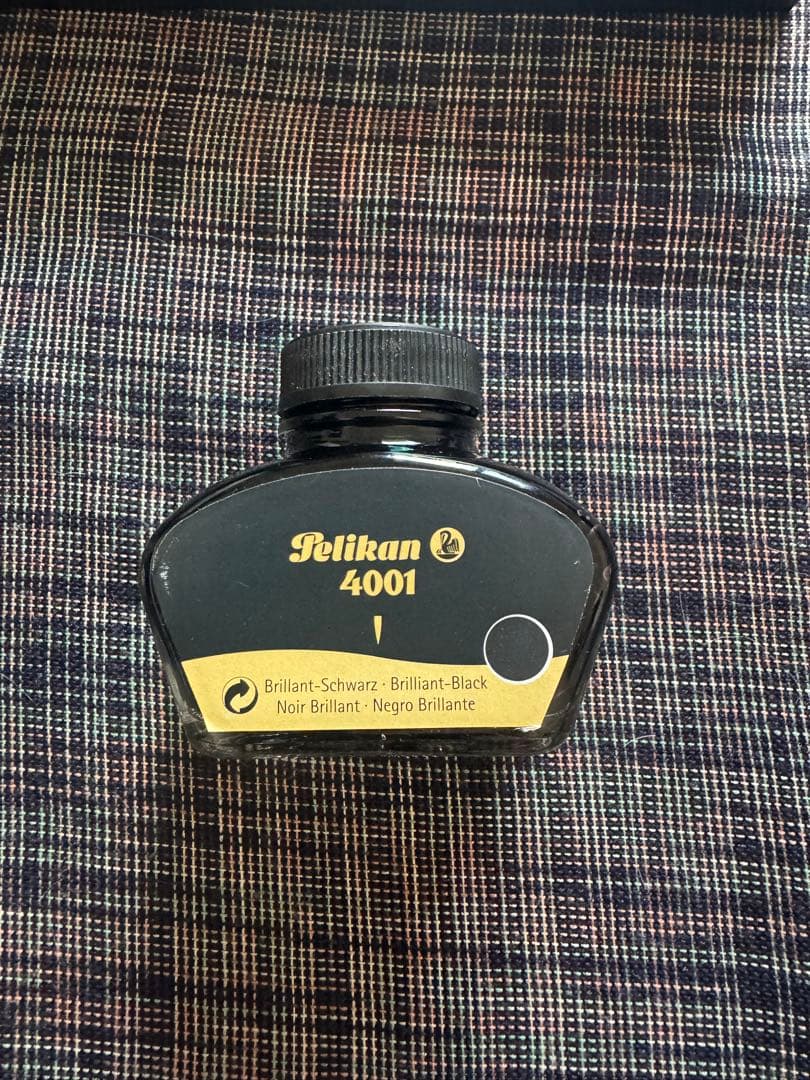 Pelikan
4001
Brillant-Schwarz · Brilliant-Black
Noir Brillant · Negro Brillante